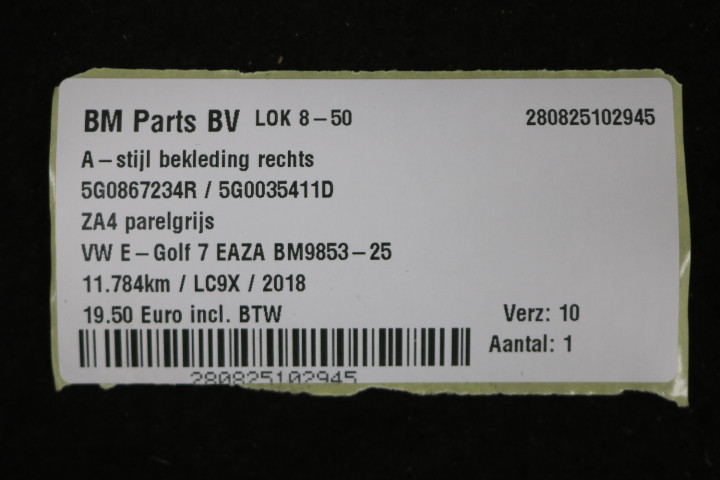 BM Parts BV LOK 8-50 280825102945
A-stijl bekleding rechts
5G0867234R / 5G0035411D
ZA4 parelgrijs
VW E-Golf 7 EAZA BM9853-25
11.784km / LC9X / 2018
19.50 Euro incl. BTW Verz: 10
Aantal: 1
280825102945